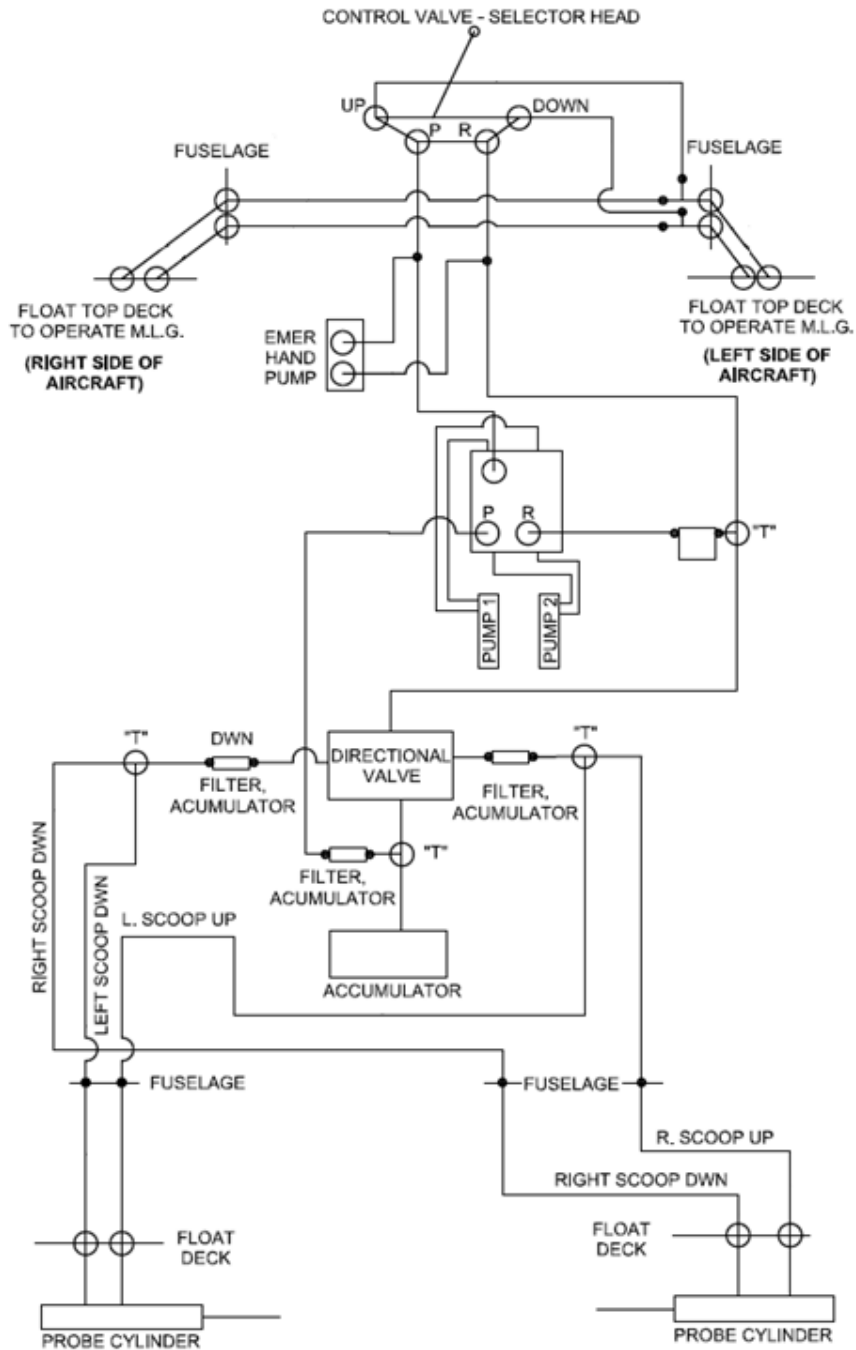 CONTROL VALVE - SELECTOR HEAD
UP
DOWN
P
R
FUSELAGE
FUSELAGE
FLOAT TOP DECK
TO OPERATE M.L.G.
(RIGHT SIDE OF
AIRCRAFT)
EMER
HAND
PUMP
FLOAT TOP DECK
TO OPERATE M.L.G.
(LEFT SIDE OF
AIRCRAFT)
P
R
"T"
PUMP 1
PUMP 2
"T"
DWN
FILTER,
ACUMULATOR
DIRECTIONAL
VALVE
"T"
FILTER,
ACUMULATOR
"T"
FILTER,
ACUMULATOR
RIGHT SCOOP DWN
LEFT SCOOP DWN
L. SCOOP UP
ACCUMULATOR
FUSELAGE
FUSELAGE
R. SCOOP UP
RIGHT SCOOP DWN
FLOAT
DECK
FLOAT
DECK
PROBE CYLINDER
PROBE CYLINDER